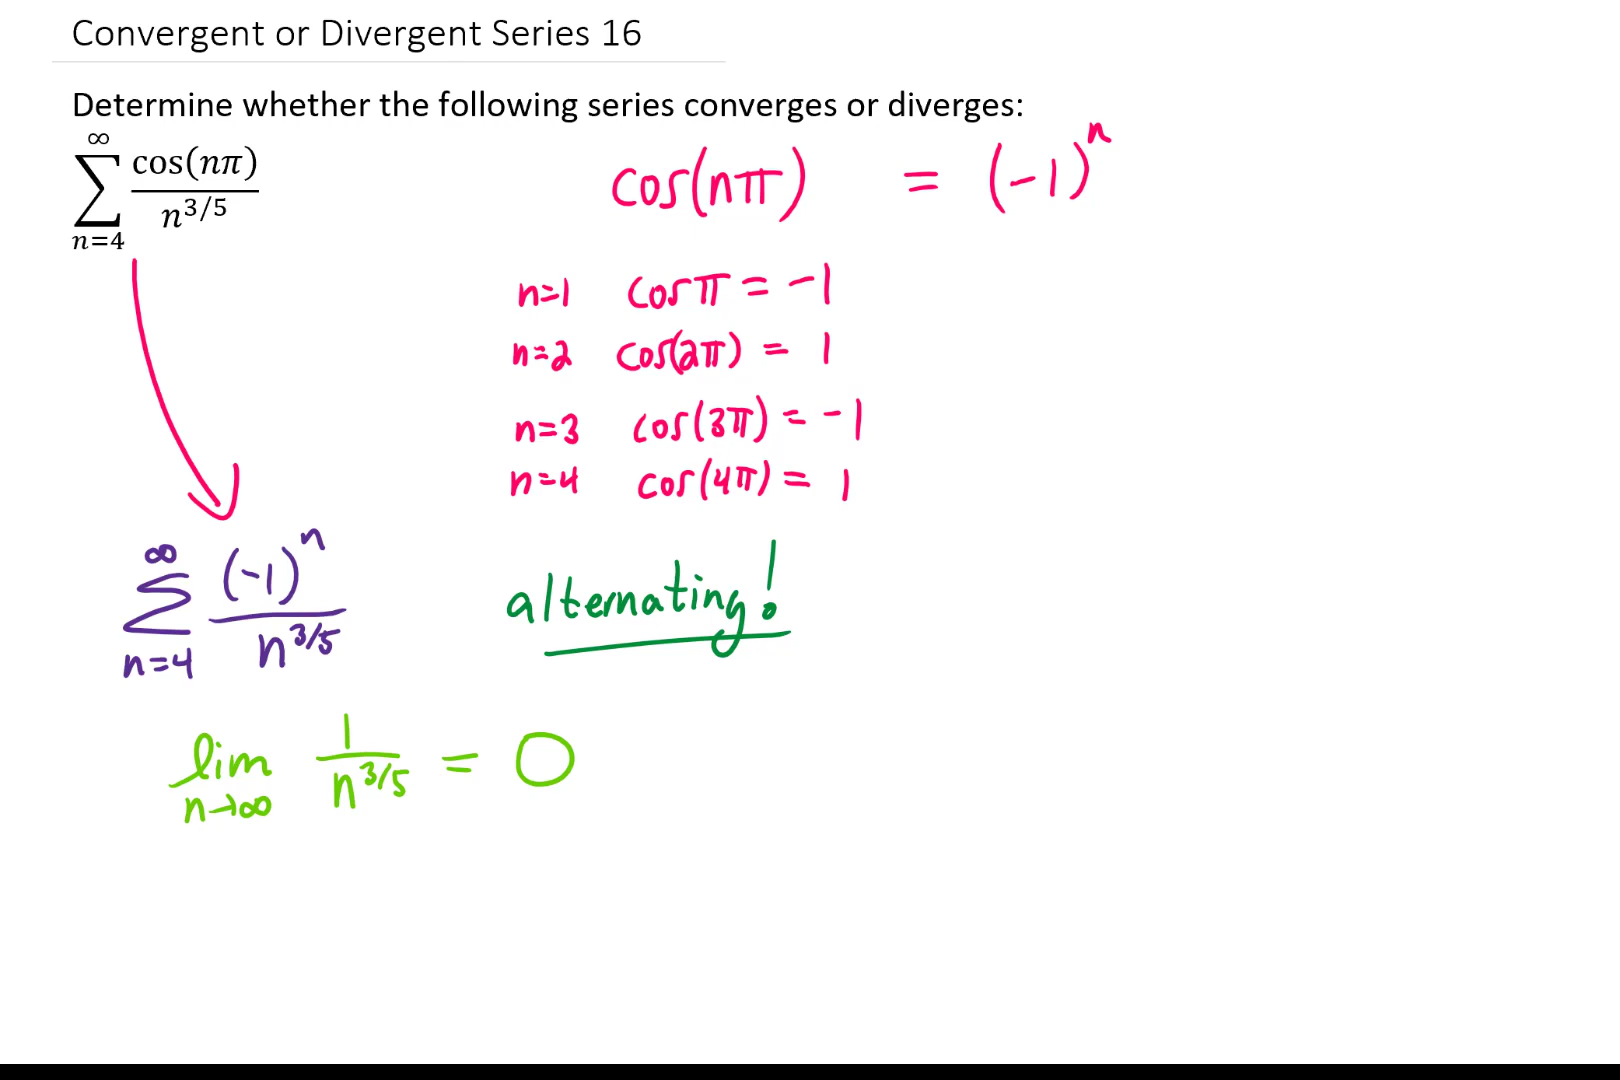 Convergent or Divergent Series 16
Determine whether the following series converges or diverges:
∞
∑ cos(nπ) / n^{3/5}
n=4
cos(nπ) = (-1)^n
n=1 cosπ = -1
n=2 cos(2π) = 1
n=3 cos(3π) = -1
n=4 cos(4π) = 1
∞
∑ (-1)^n / n^{3/5}
n=4
alternating!
lim 1 / n^{3/5} = 0
n→∞